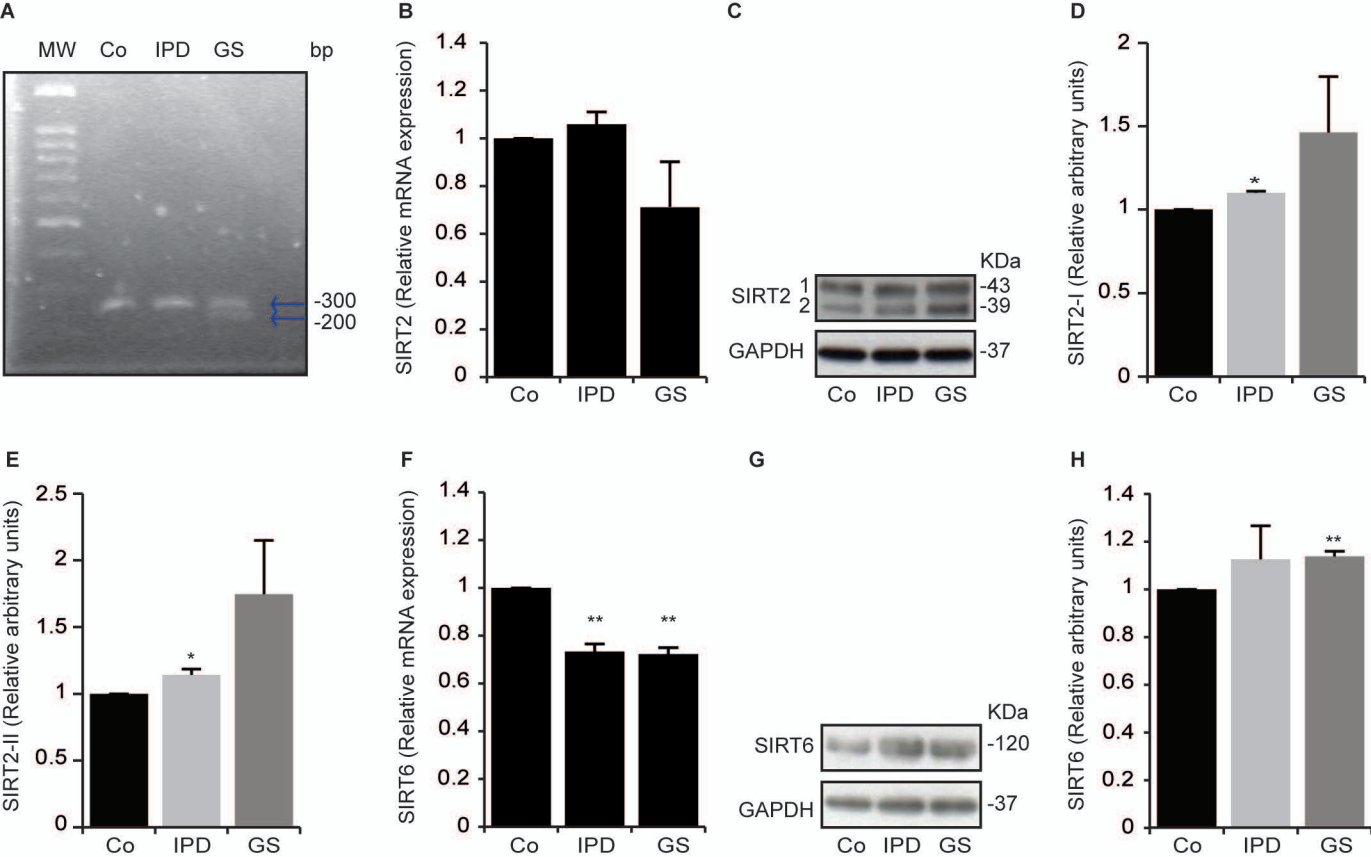 A
MW Co IPD GS bp
-300
-200
B
SIRT2 (Relative mRNA expression)
1.4
1.2
1
0.8
0.6
0.4
0.2
0
Co IPD GS
C
KDa
SIRT2 1 -43
2 -39
GAPDH -37
Co IPD GS
D
SIRT2-I (Relative arbitrary units)
2
1.5
*
1
0.5
0
Co IPD GS
E
SIRT2-II (Relative arbitrary units)
2.5
2
1.5
*
1
0.5
0
Co IPD GS
F
SIRT6 (Relative mRNA expression)
1.4
1.2
1
** **
0.8
0.6
0.4
0.2
0
Co IPD GS
G
KDa
SIRT6 -120
GAPDH -37
Co IPD GS
H
SIRT6 (Relative arbitrary units)
1.4
1.2
**
1
0.8
0.6
0.4
0.2
0
Co IPD GS